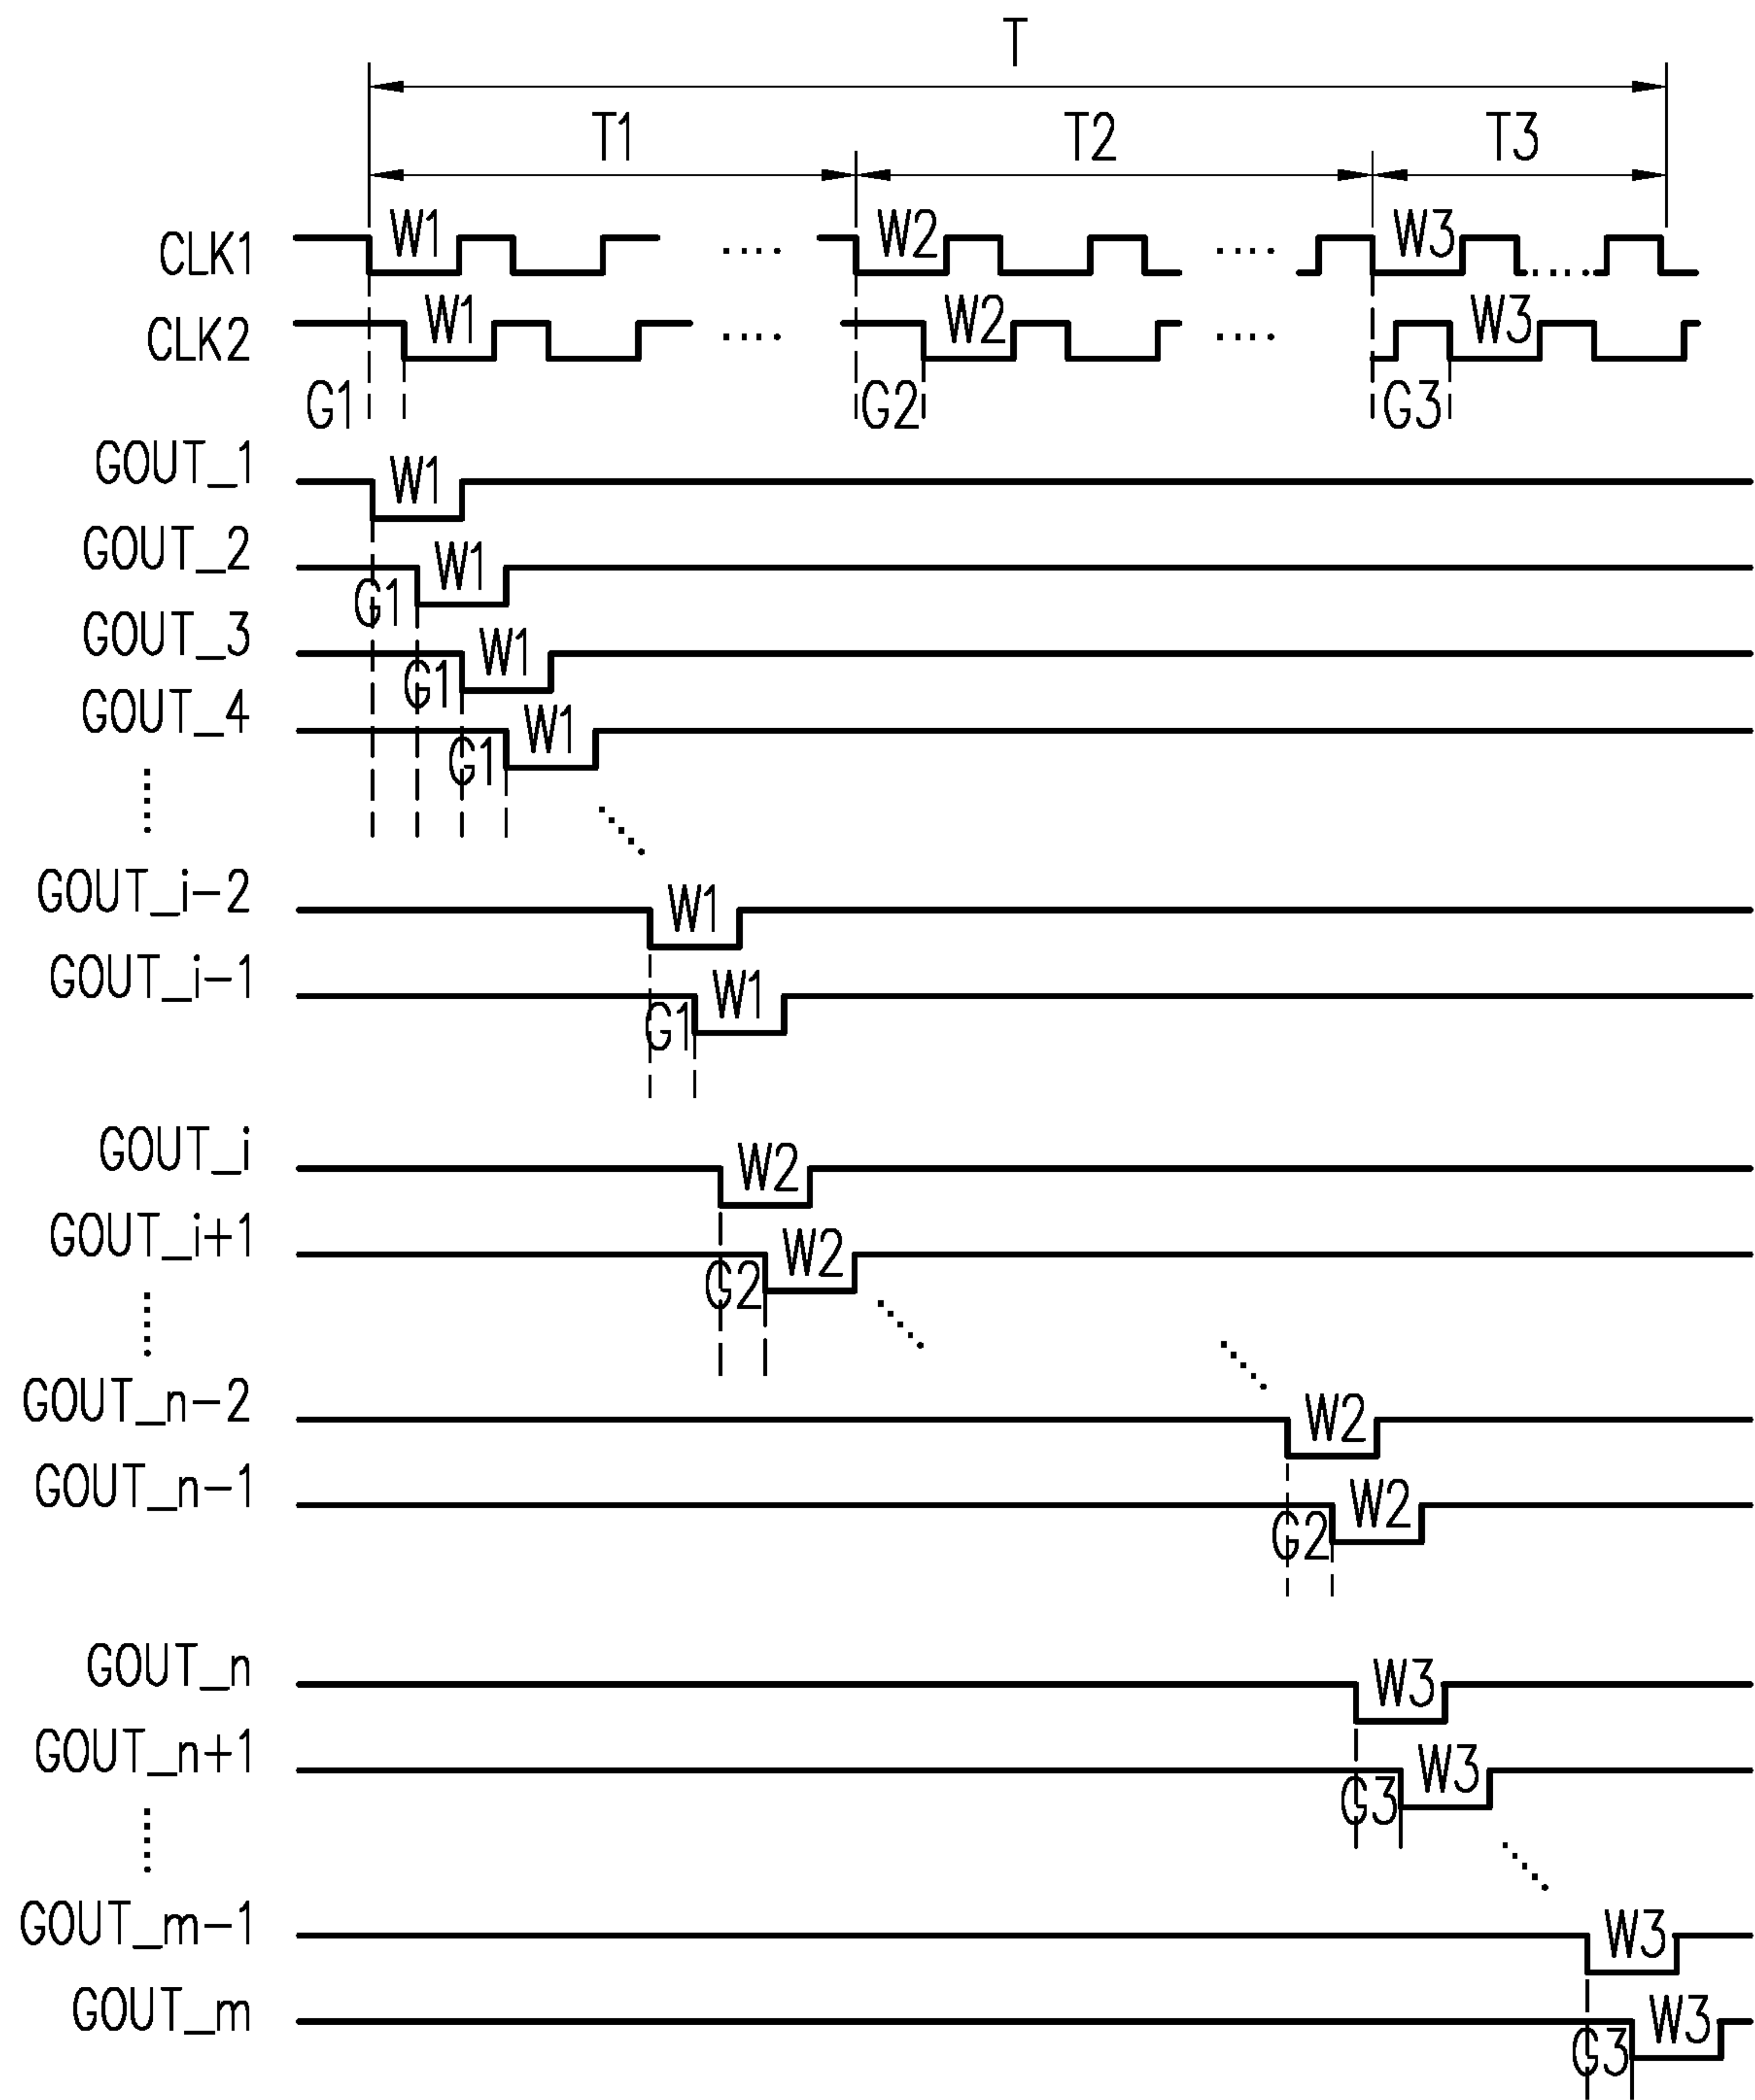 T
T1 T2 T3
CLK1 W1 .... W2 .... W3 .....
CLK2 W1 .... W2 .... W3
G1 G2 G3
GOUT_1 W1
GOUT_2 W1
G1
GOUT_3 W1
G1
GOUT_4 W1
G1
GOUT_i-2 W1
GOUT_i-1 W1
G1
GOUT_i W2
GOUT_i+1 W2
G2
GOUT_n-2 W2
GOUT_n-1 W2
G2
GOUT_n W3
GOUT_n+1 W3
G3
GOUT_m-1 W3
GOUT_m W3
G3